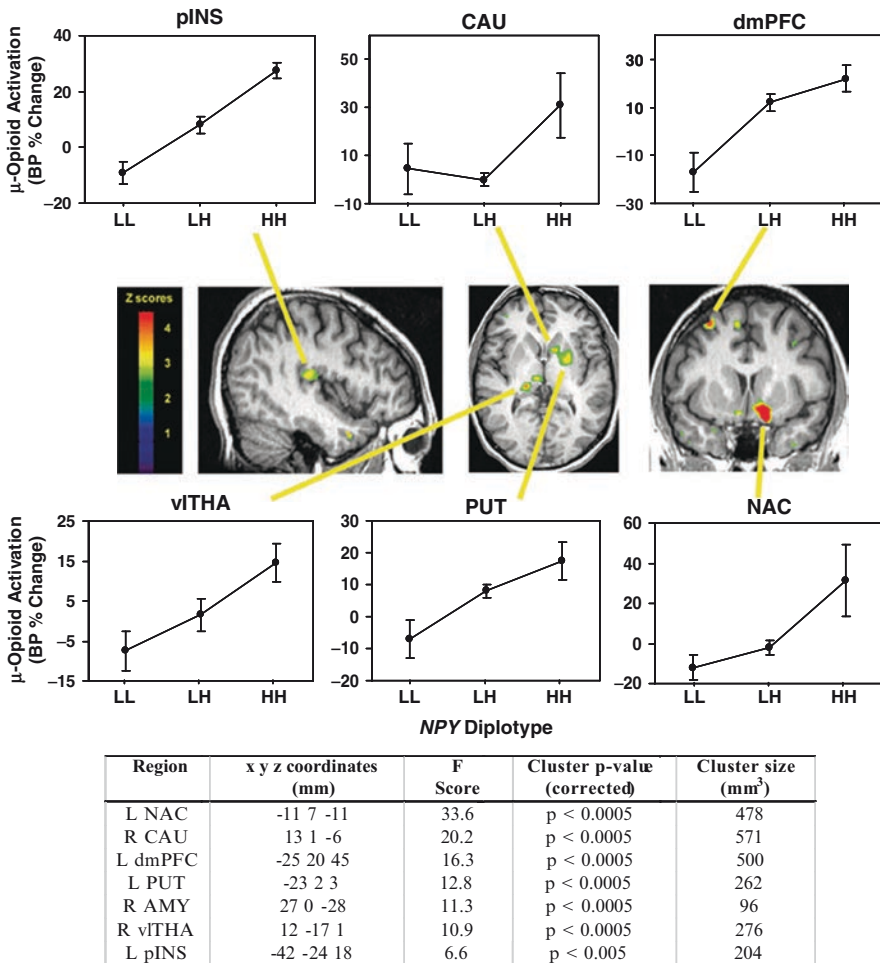 pINS CAU dmPFC
μ-Opioid Activation
(BP % Change)
40
20
0
−20
LL LH HH
50
30
10
−10
LL LH HH
30
10
−10
−30
LL LH HH
Z scores
4
3
2
1
vlTHA PUT NAC
μ-Opioid Activation
(BP % Change)
25
15
5
−5
−15
LL LH HH
30
20
10
0
−10
−20
LL LH HH
60
40
20
0
−20
LL LH HH
NPY Diplotype
Region x y z coordinates F Cluster p-value Cluster size
(mm) Score (corrected) (mm³)
L NAC -11 7 -11 33.6 p < 0.0005 478
R CAU 13 1 -6 20.2 p < 0.0005 571
L dmPFC -25 20 45 16.3 p < 0.0005 500
L PUT -23 2 3 12.8 p < 0.0005 262
R AMY 27 0 -28 11.3 p < 0.0005 96
R vlTHA 12 -17 1 10.9 p < 0.0005 276
L pINS -42 -24 18 6.6 p < 0.005 204